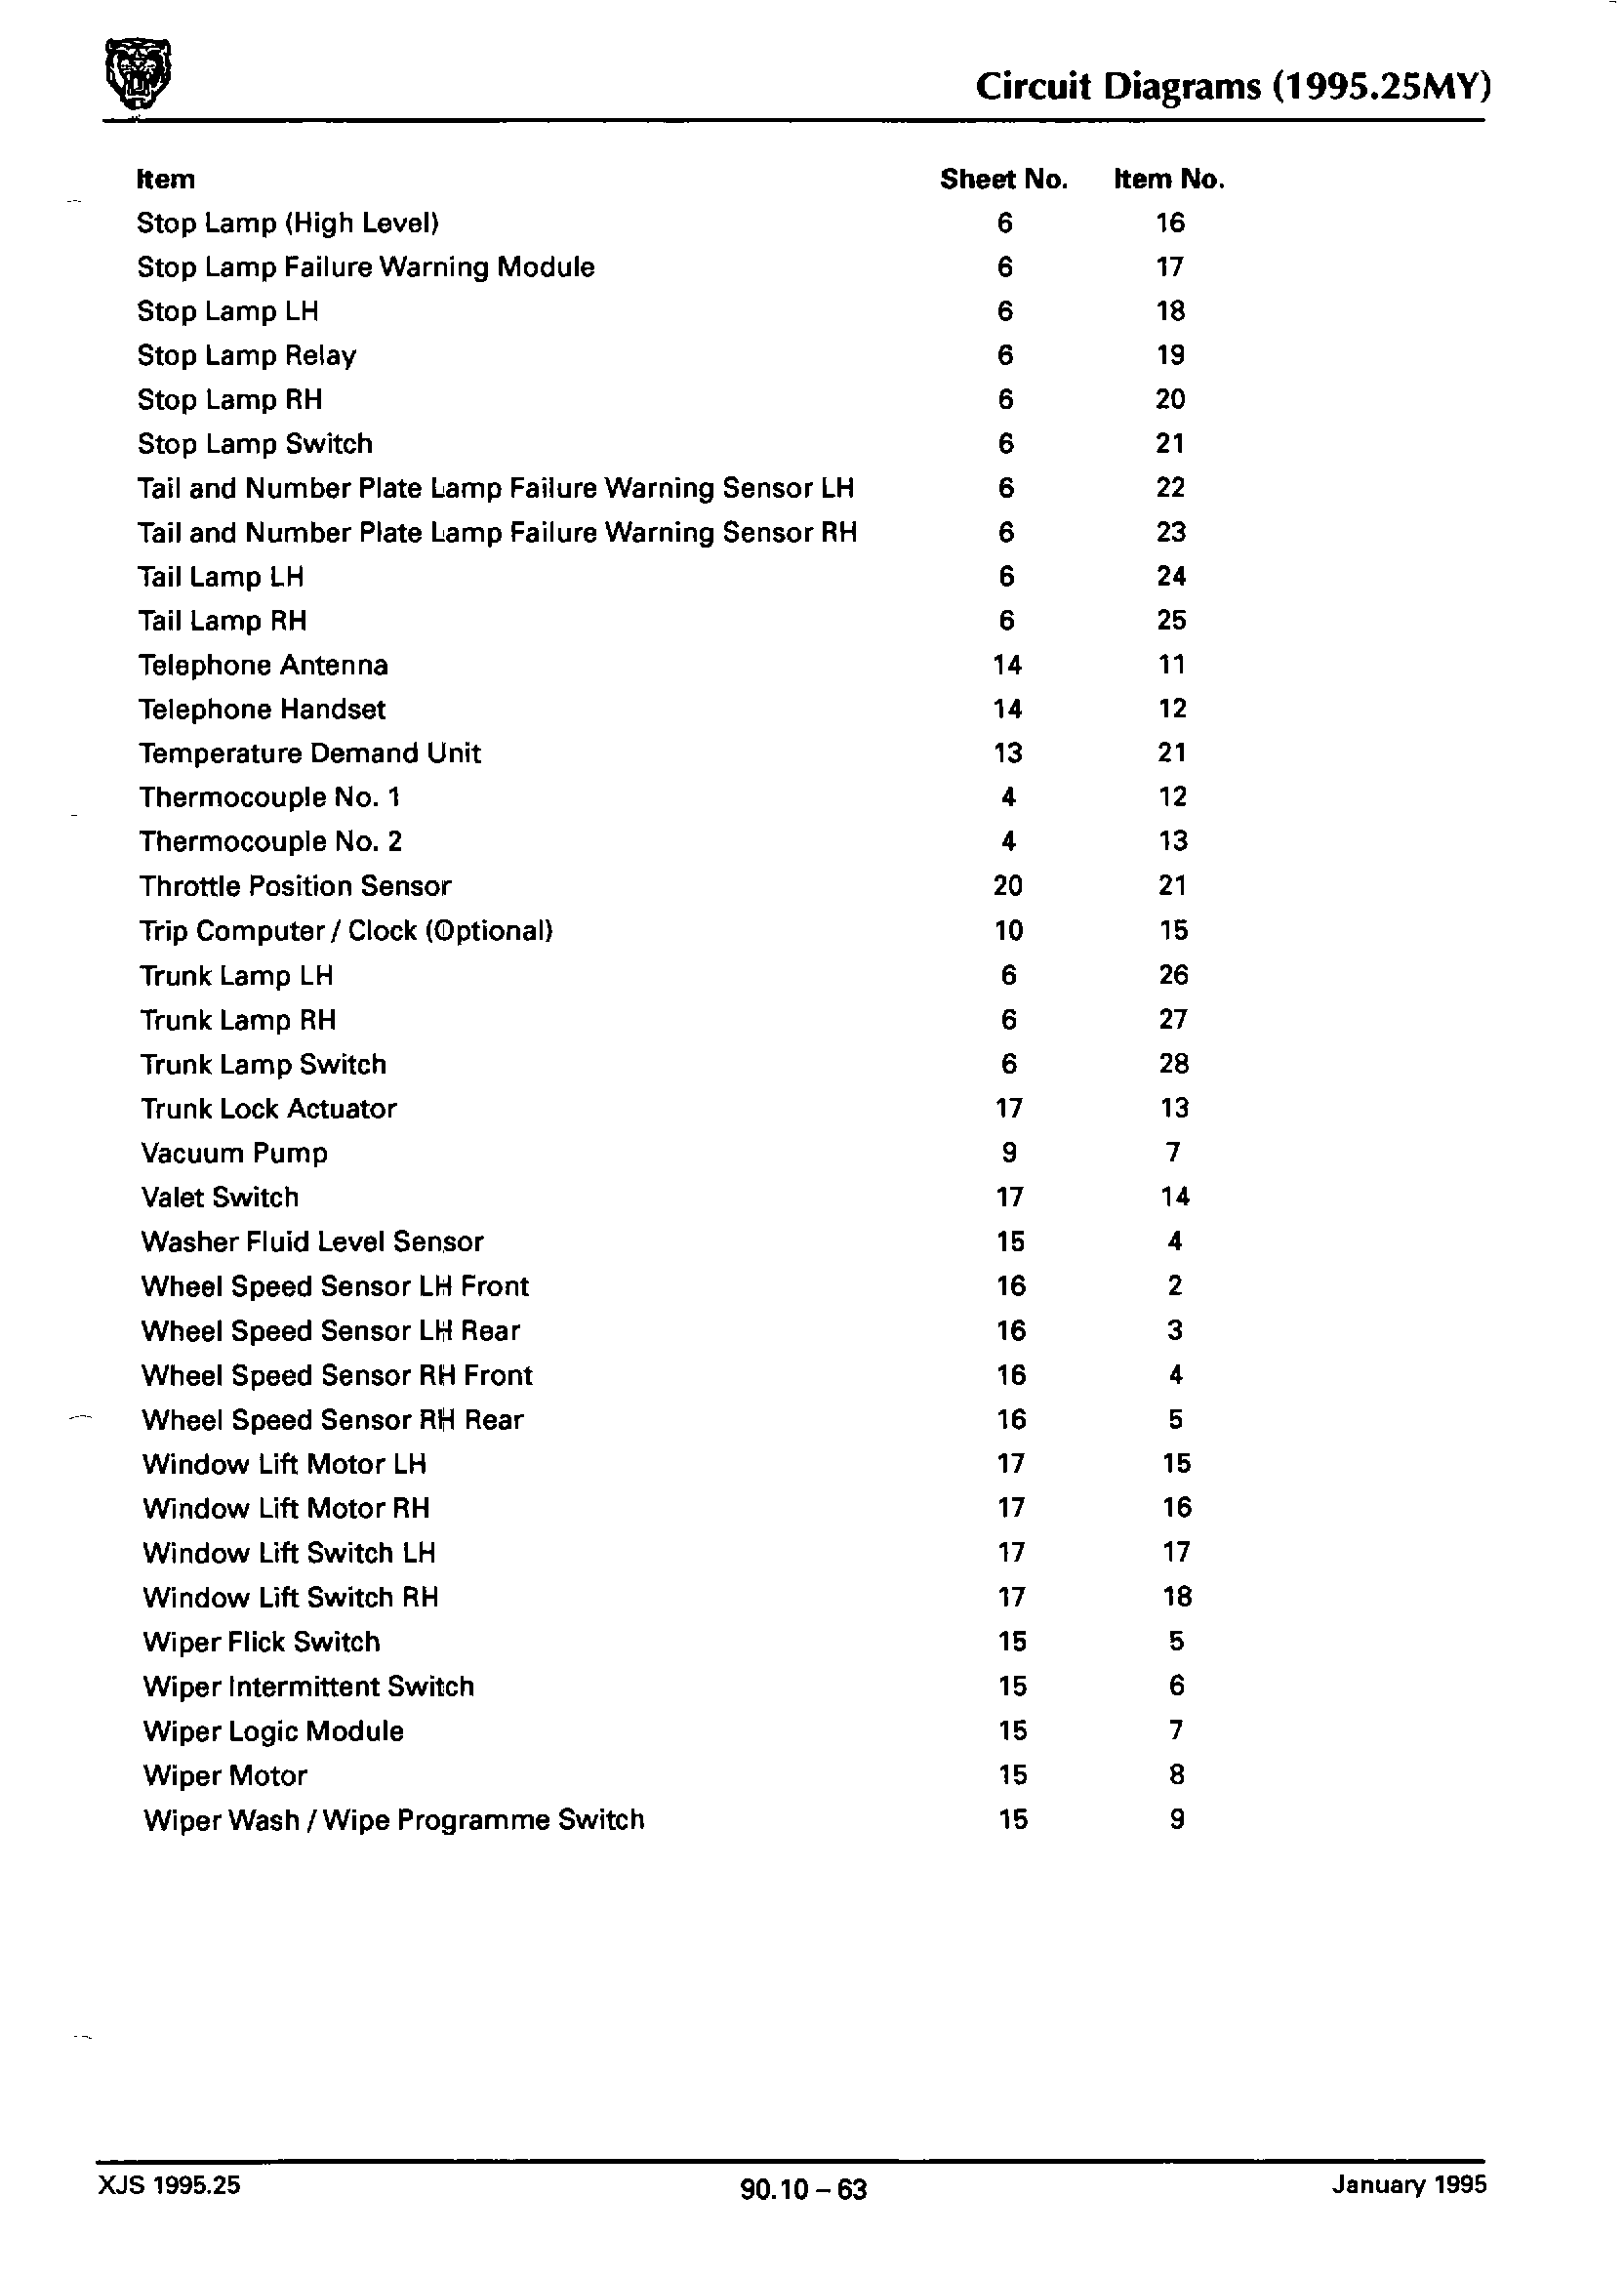 Circuit Diagrams (1995.25MY)
Item Sheet No. Item No.
Stop Lamp (High Level) 6 16
Stop Lamp Failure Warning Module 6 17
Stop Lamp LH 6 18
Stop Lamp Relay 6 19
Stop Lamp RH 6 20
Stop Lamp Switch 6 21
Tail and Number Plate Lamp Failure Warning Sensor LH 6 22
Tail and Number Plate Lamp Failure Warning Sensor RH 6 23
Tail Lamp LH 6 24
Tail Lamp RH 6 25
Telephone Antenna 14 11
Telephone Handset 14 12
Temperature Demand Unit 13 21
Thermocouple No. 1 4 12
Thermocouple No. 2 4 13
Throttle Position Sensor 20 21
Trip Computer / Clock (Optional) 10 15
Trunk Lamp LH 6 26
Trunk Lamp RH 6 27
Trunk Lamp Switch 6 28
Trunk Lock Actuator 17 13
Vacuum Pump 9 7
Valet Switch 17 14
Washer Fluid Level Sensor 15 4
Wheel Speed Sensor LH Front 16 2
Wheel Speed Sensor LH Rear 16 3
Wheel Speed Sensor RH Front 16 4
Wheel Speed Sensor RH Rear 16 5
Window Lift Motor LH 17 15
Window Lift Motor RH 17 16
Window Lift Switch LH 17 17
Window Lift Switch RH 17 18
Wiper Flick Switch 15 5
Wiper Intermittent Switch 15 6
Wiper Logic Module 15 7
Wiper Motor 15 8
Wiper Wash / Wipe Programme Switch 15 9
XJS 1995.25 90.10 – 63 January 1995